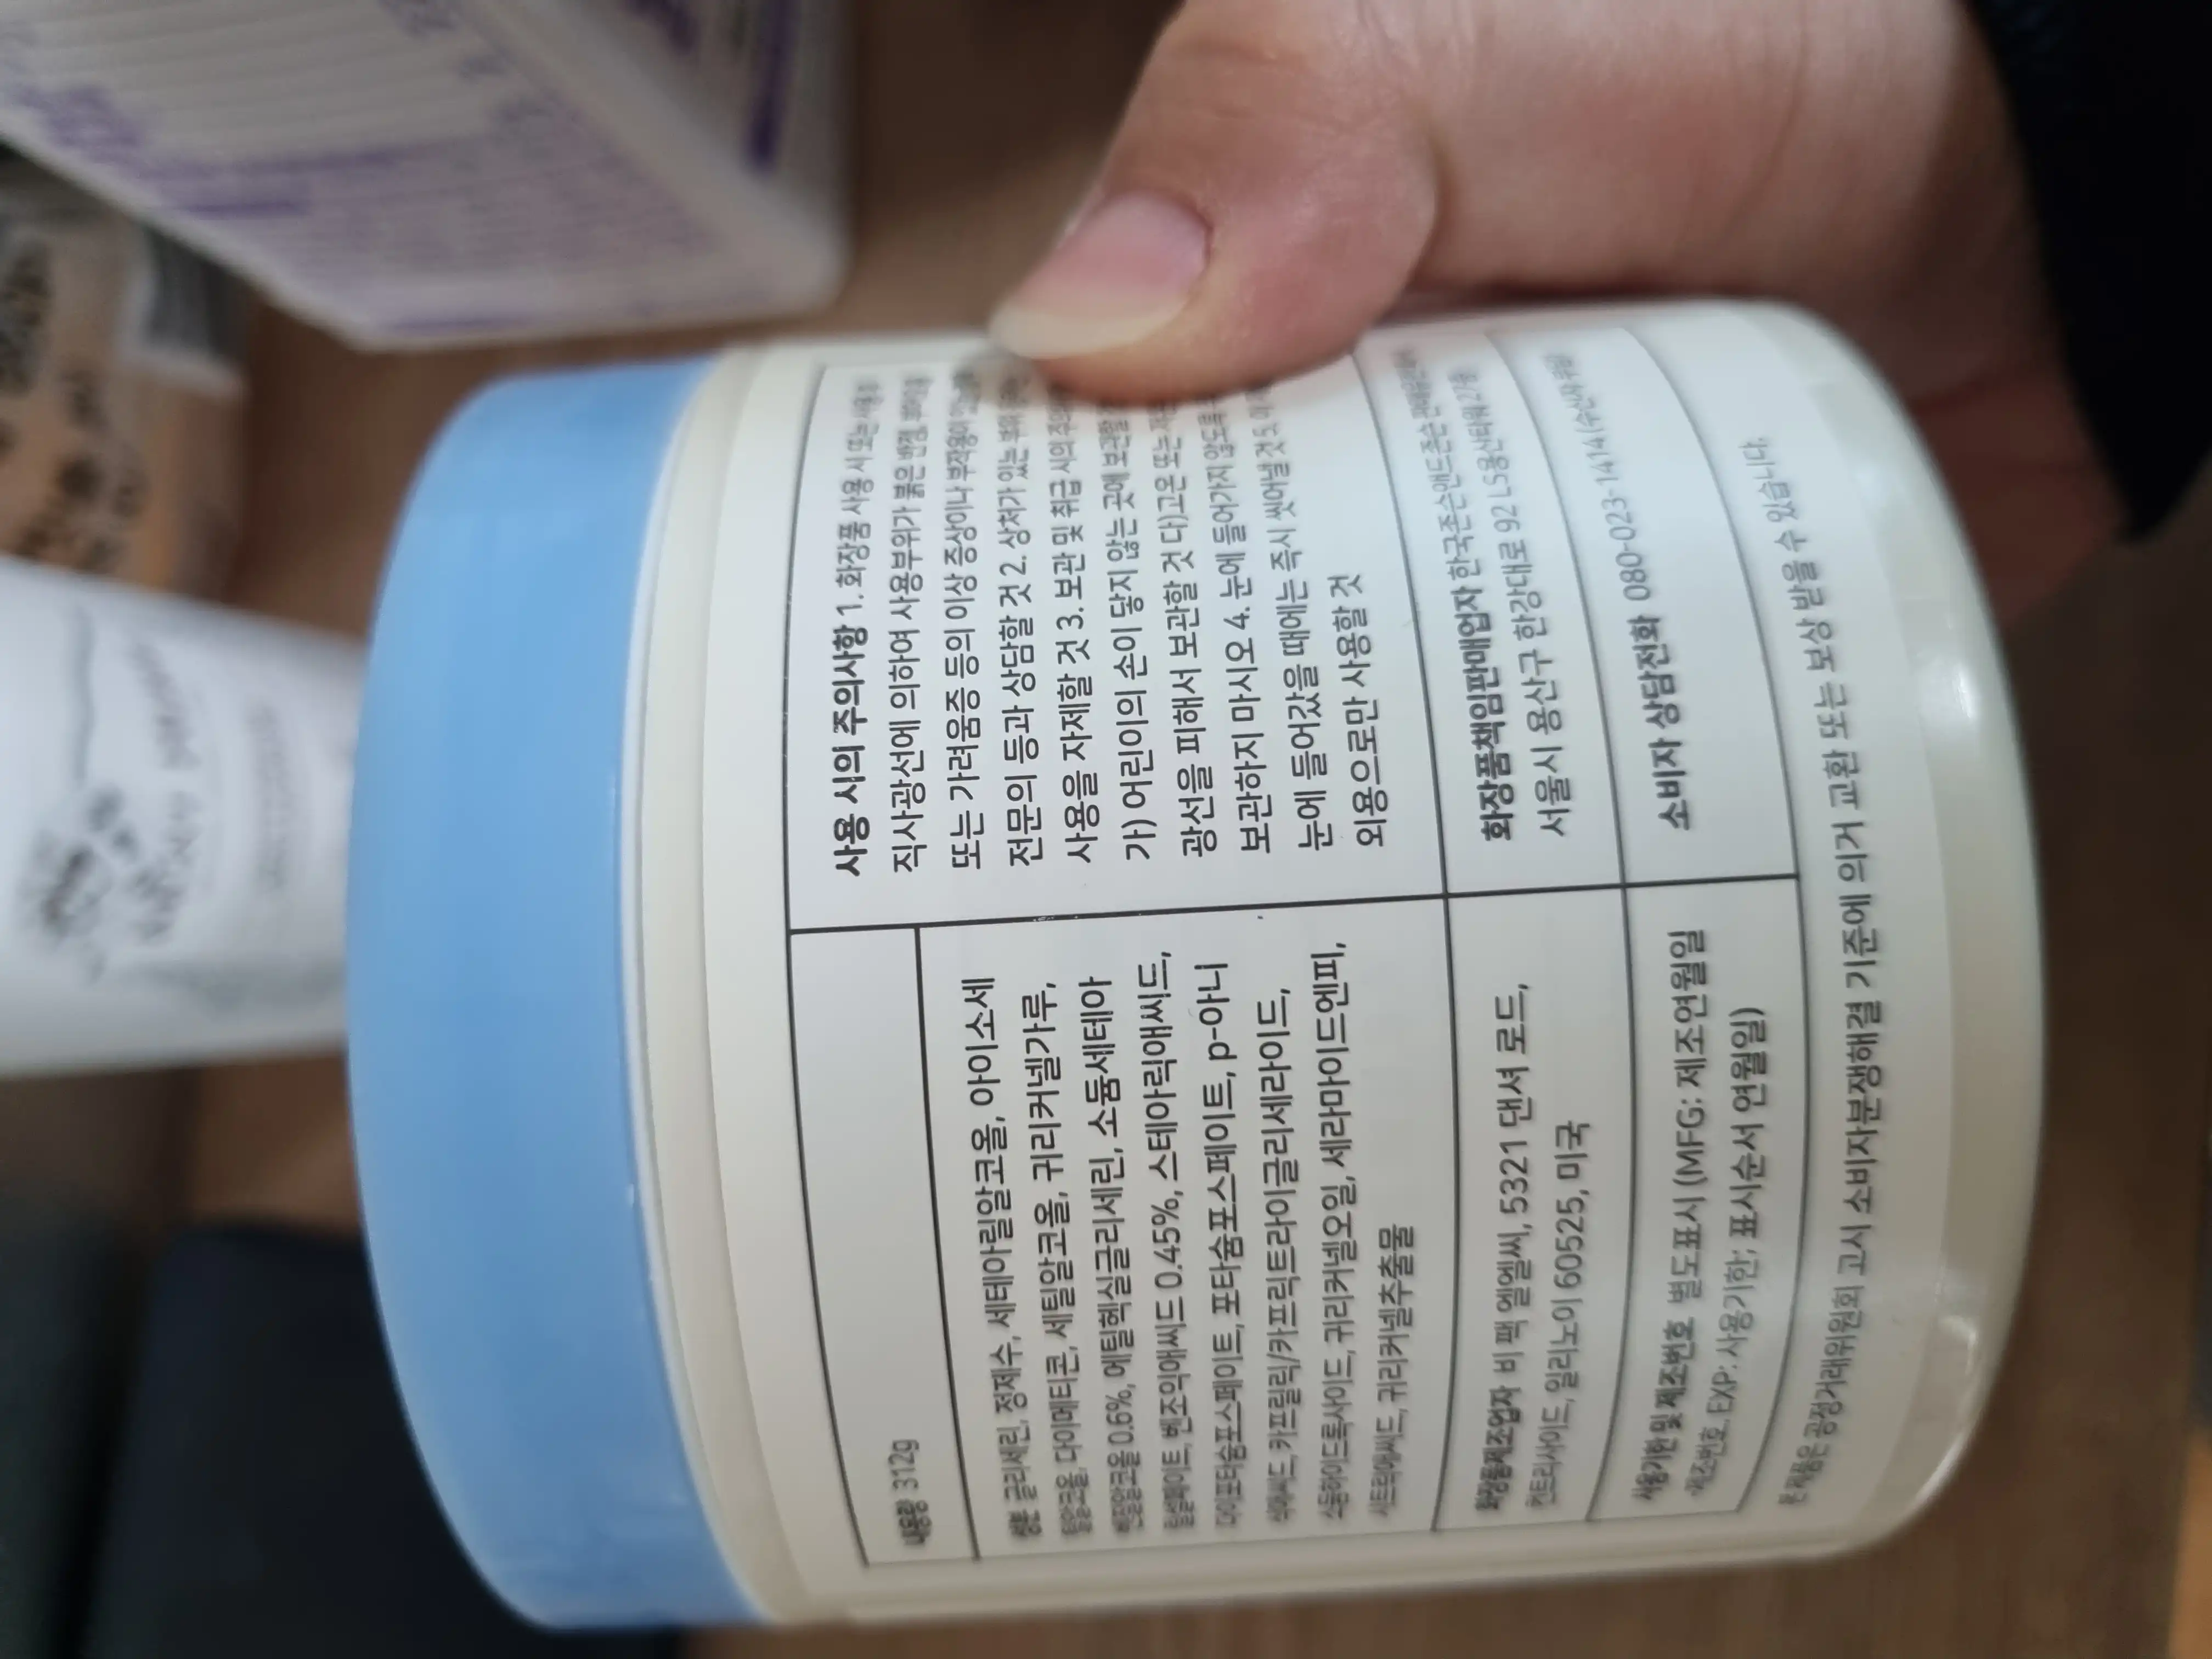 내용량 312g
성분 글리세린, 정제수, 세테아릴알코올, 아이소세
틸알코올, 다이메티콘, 세틸알코올, 귀리커넬가루,
벤질알코올 0.6%, 에틸헥실글리세린, 소듐세테아
릴설페이트, 벤조익애씨드 0.45%, 스테아릭애씨드,
다이포타슘포스페이트, 포타슘포스페이트, p-아니
식애씨드, 카프릴릭/카프릭트라이글리세라이드,
소듐하이드록사이드, 귀리커넬오일, 세라마이드엔피,
시트릭애씨드, 귀리커넬추출물
화장품제조업자 비 팩 엘엘씨, 5321 댄셔 로드,
컨트리사이드, 일리노이 60525, 미국
사용기한 및 제조번호 별도표시 (MFG: 제조연월일
•제조번호, EXP: 사용기한; 표시순서 연월일)
사용 시의 주의사항 1. 화장품 사용 시 또는 사용
직사광선에 의하여 사용부위가 붉은 반점, 부어오름
또는 가려움증 등의 이상 증상이나 부작용이 있는
전문의 등과 상담할 것 2. 상처가 있는 부위
사용을 자제할 것 3. 보관 및 취급 시의 주의
가) 어린이의 손이 닿지 않는 곳에 보관할
광선을 피해서 보관할 것 다)고온 또는
보관하지 마시오 4. 눈에 들어가지 않도록
눈에 들어갔을 때에는 즉시 씻어낼 것 5.
외용으로만 사용할 것
화장품책임판매업자 한국존슨앤드존슨
서울시 용산구 한강대로 92 LS용산타워 27층
소비자 상담전화 080-023-1414
본 제품은 공정거래위원회 고시 소비자분쟁해결 기준에 의거 교환 또는 보상 받을 수 있습니다.